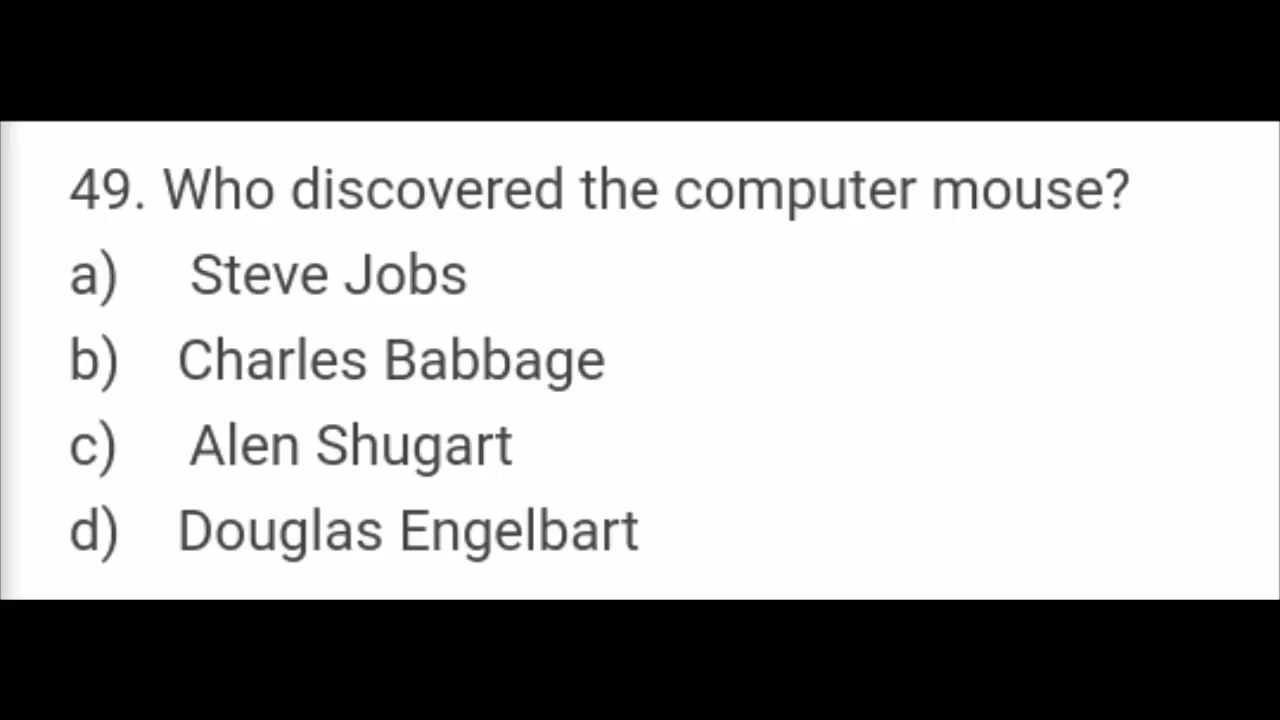 49. Who discovered the computer mouse?
a) Steve Jobs
b) Charles Babbage
c) Alen Shugart
d) Douglas Engelbart